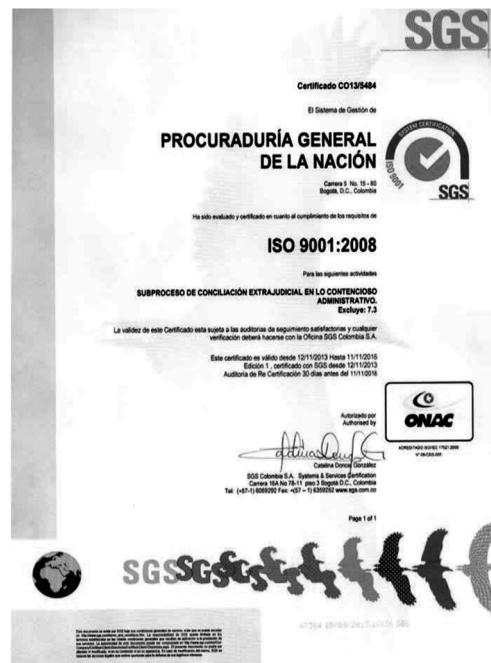 SGS
Certificado CO13/5484
El Sistema de Gestión de
PROCURADURÍA GENERAL
DE LA NACIÓN
SYSTEM CERTIFICATION
ISO 9001
SGS
Carrera 5 No. 15 - 80
Bogotá, D.C., Colombia
Ha sido evaluado y certificado en cuanto al cumplimiento de los requisitos de
ISO 9001:2008
Para las siguientes actividades
SUBPROCESO DE CONCILIACIÓN EXTRAJUDICIAL EN LO CONTENCIOSO
ADMINISTRATIVO.
Excluye: 7.3
La validez de este Certificado esta sujeta a las auditorias de seguimiento satisfactorias y cualquier
verificación deberá hacerse con la Oficina SGS Colombia S.A.
Este certificado es válido desde 12/11/2013 Hasta 11/11/2016
Edición 1 , certificado con SGS desde 12/11/2013
Auditoria de Re Certificación 30 días antes del 11/11/2016
ONAC
Autorizado por
Authorised by
Catalina Doncel González
SGS Colombia S.A. Systems & Services Certification
Carrera 16A No 78-11 piso 3 Bogotá D.C., Colombia
Tel: (+57-1) 6069292 Fax: +(57 – 1) 6359252 www.sgs.com.co
Page 1 of 1
SGSSGSSGS